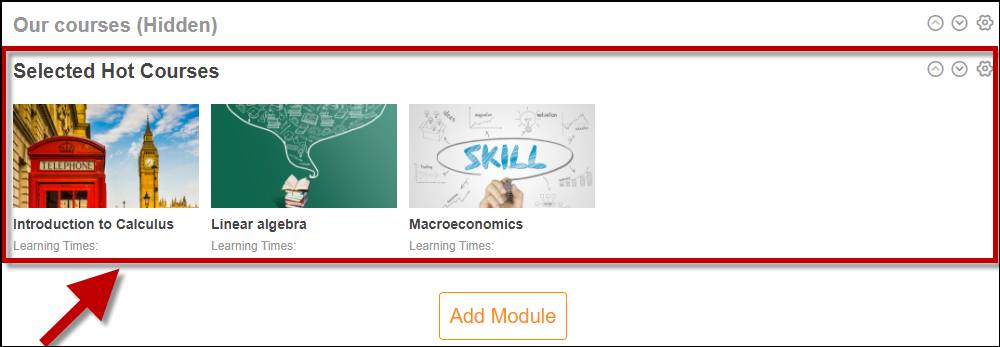 Our courses (Hidden)
Selected Hot Courses
TELEPHONE
SKILL
Introduction to Calculus
Linear algebra
Macroeconomics
Learning Times:
Learning Times:
Learning Times:
Add Module